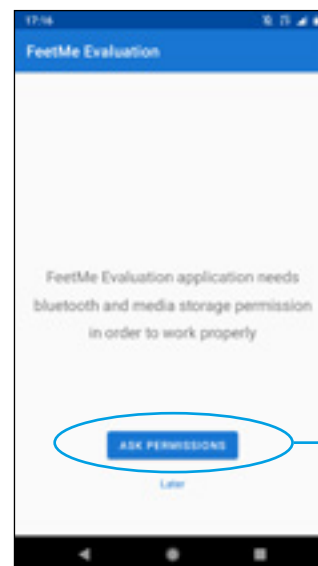 17:16
FeetMe Evaluation
FeetMe Evaluation application needs
bluetooth and media storage permission
in order to work properly
ASK PERMISSIONS
Later